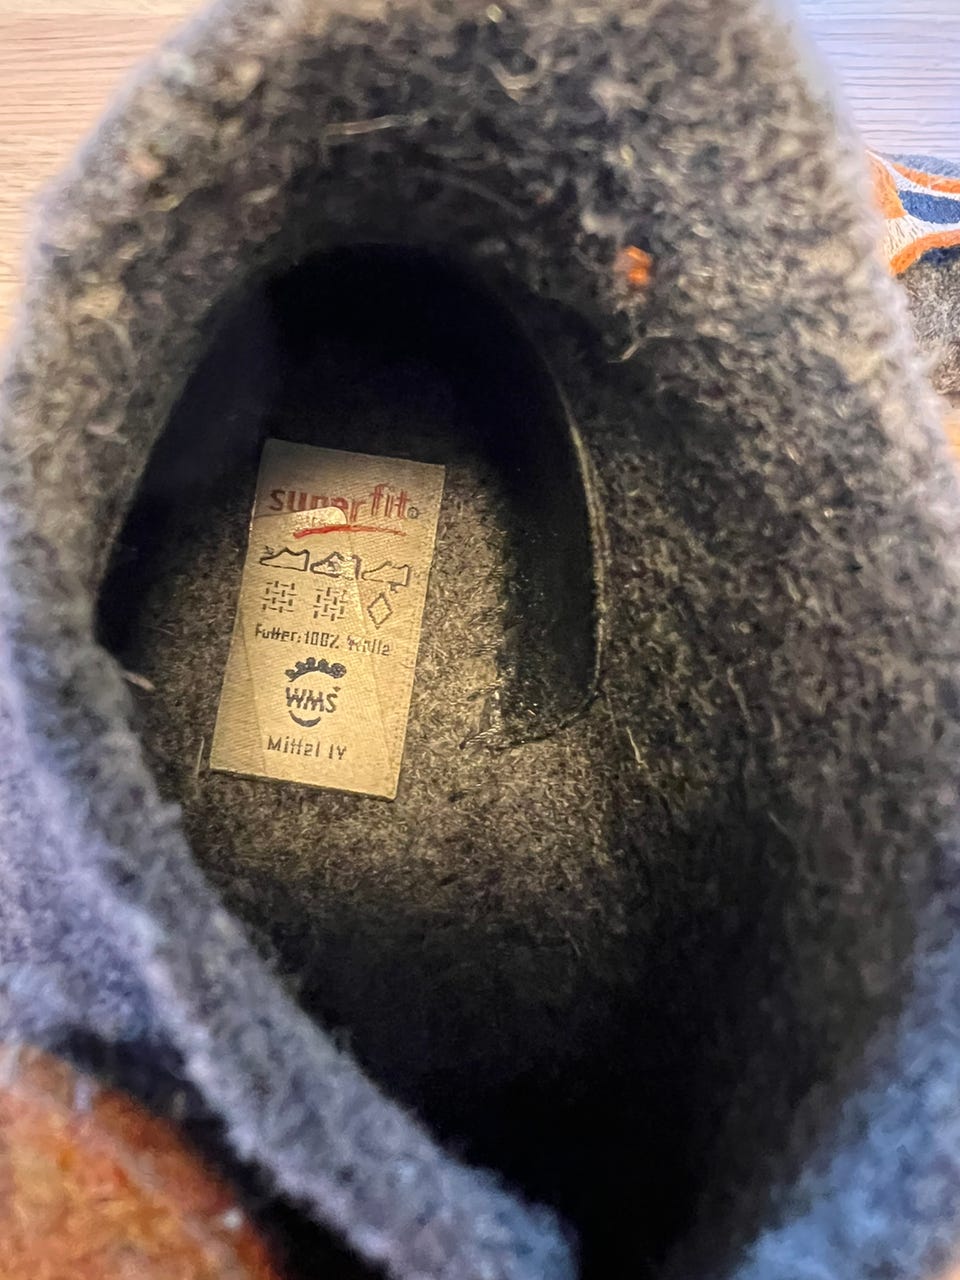 superfit®
Futter: 100% Wolle
WMS
Mittel IV